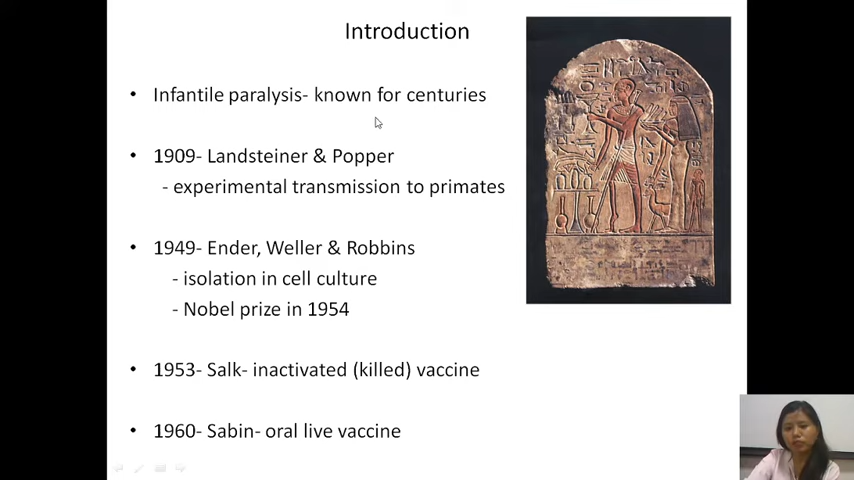 Introduction
• Infantile paralysis- known for centuries
• 1909- Landsteiner & Popper
- experimental transmission to primates
• 1949- Ender, Weller & Robbins
- isolation in cell culture
- Nobel prize in 1954
• 1953- Salk- inactivated (killed) vaccine
• 1960- Sabin- oral live vaccine